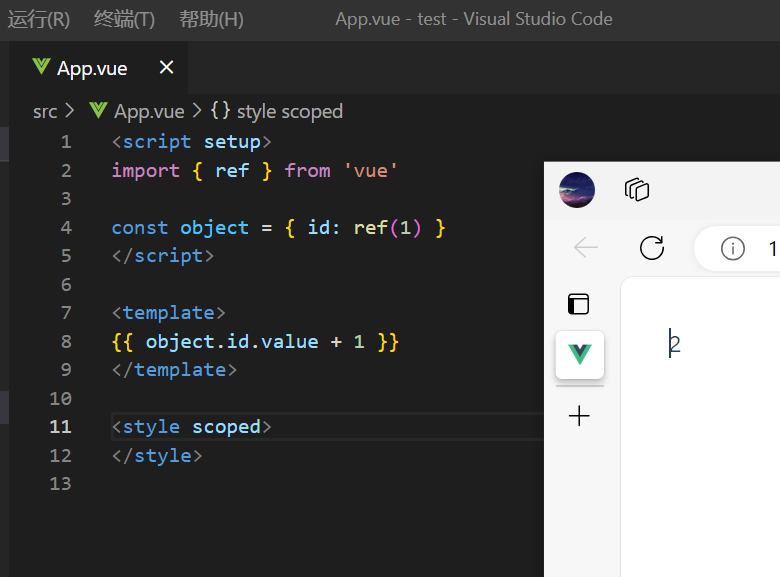 运行(R) 终端(T) 帮助(H) App.vue - test - Visual Studio Code
App.vue
src App.vue {} style scoped
1 <script setup>
2 import { ref } from 'vue'
3
4 const object = { id: ref(1) }
5 </script>
6
7 <template>
8 {{ object.id.value + 1 }}
9 </template>
10
11 <style scoped>
12 </style>
13
1
2